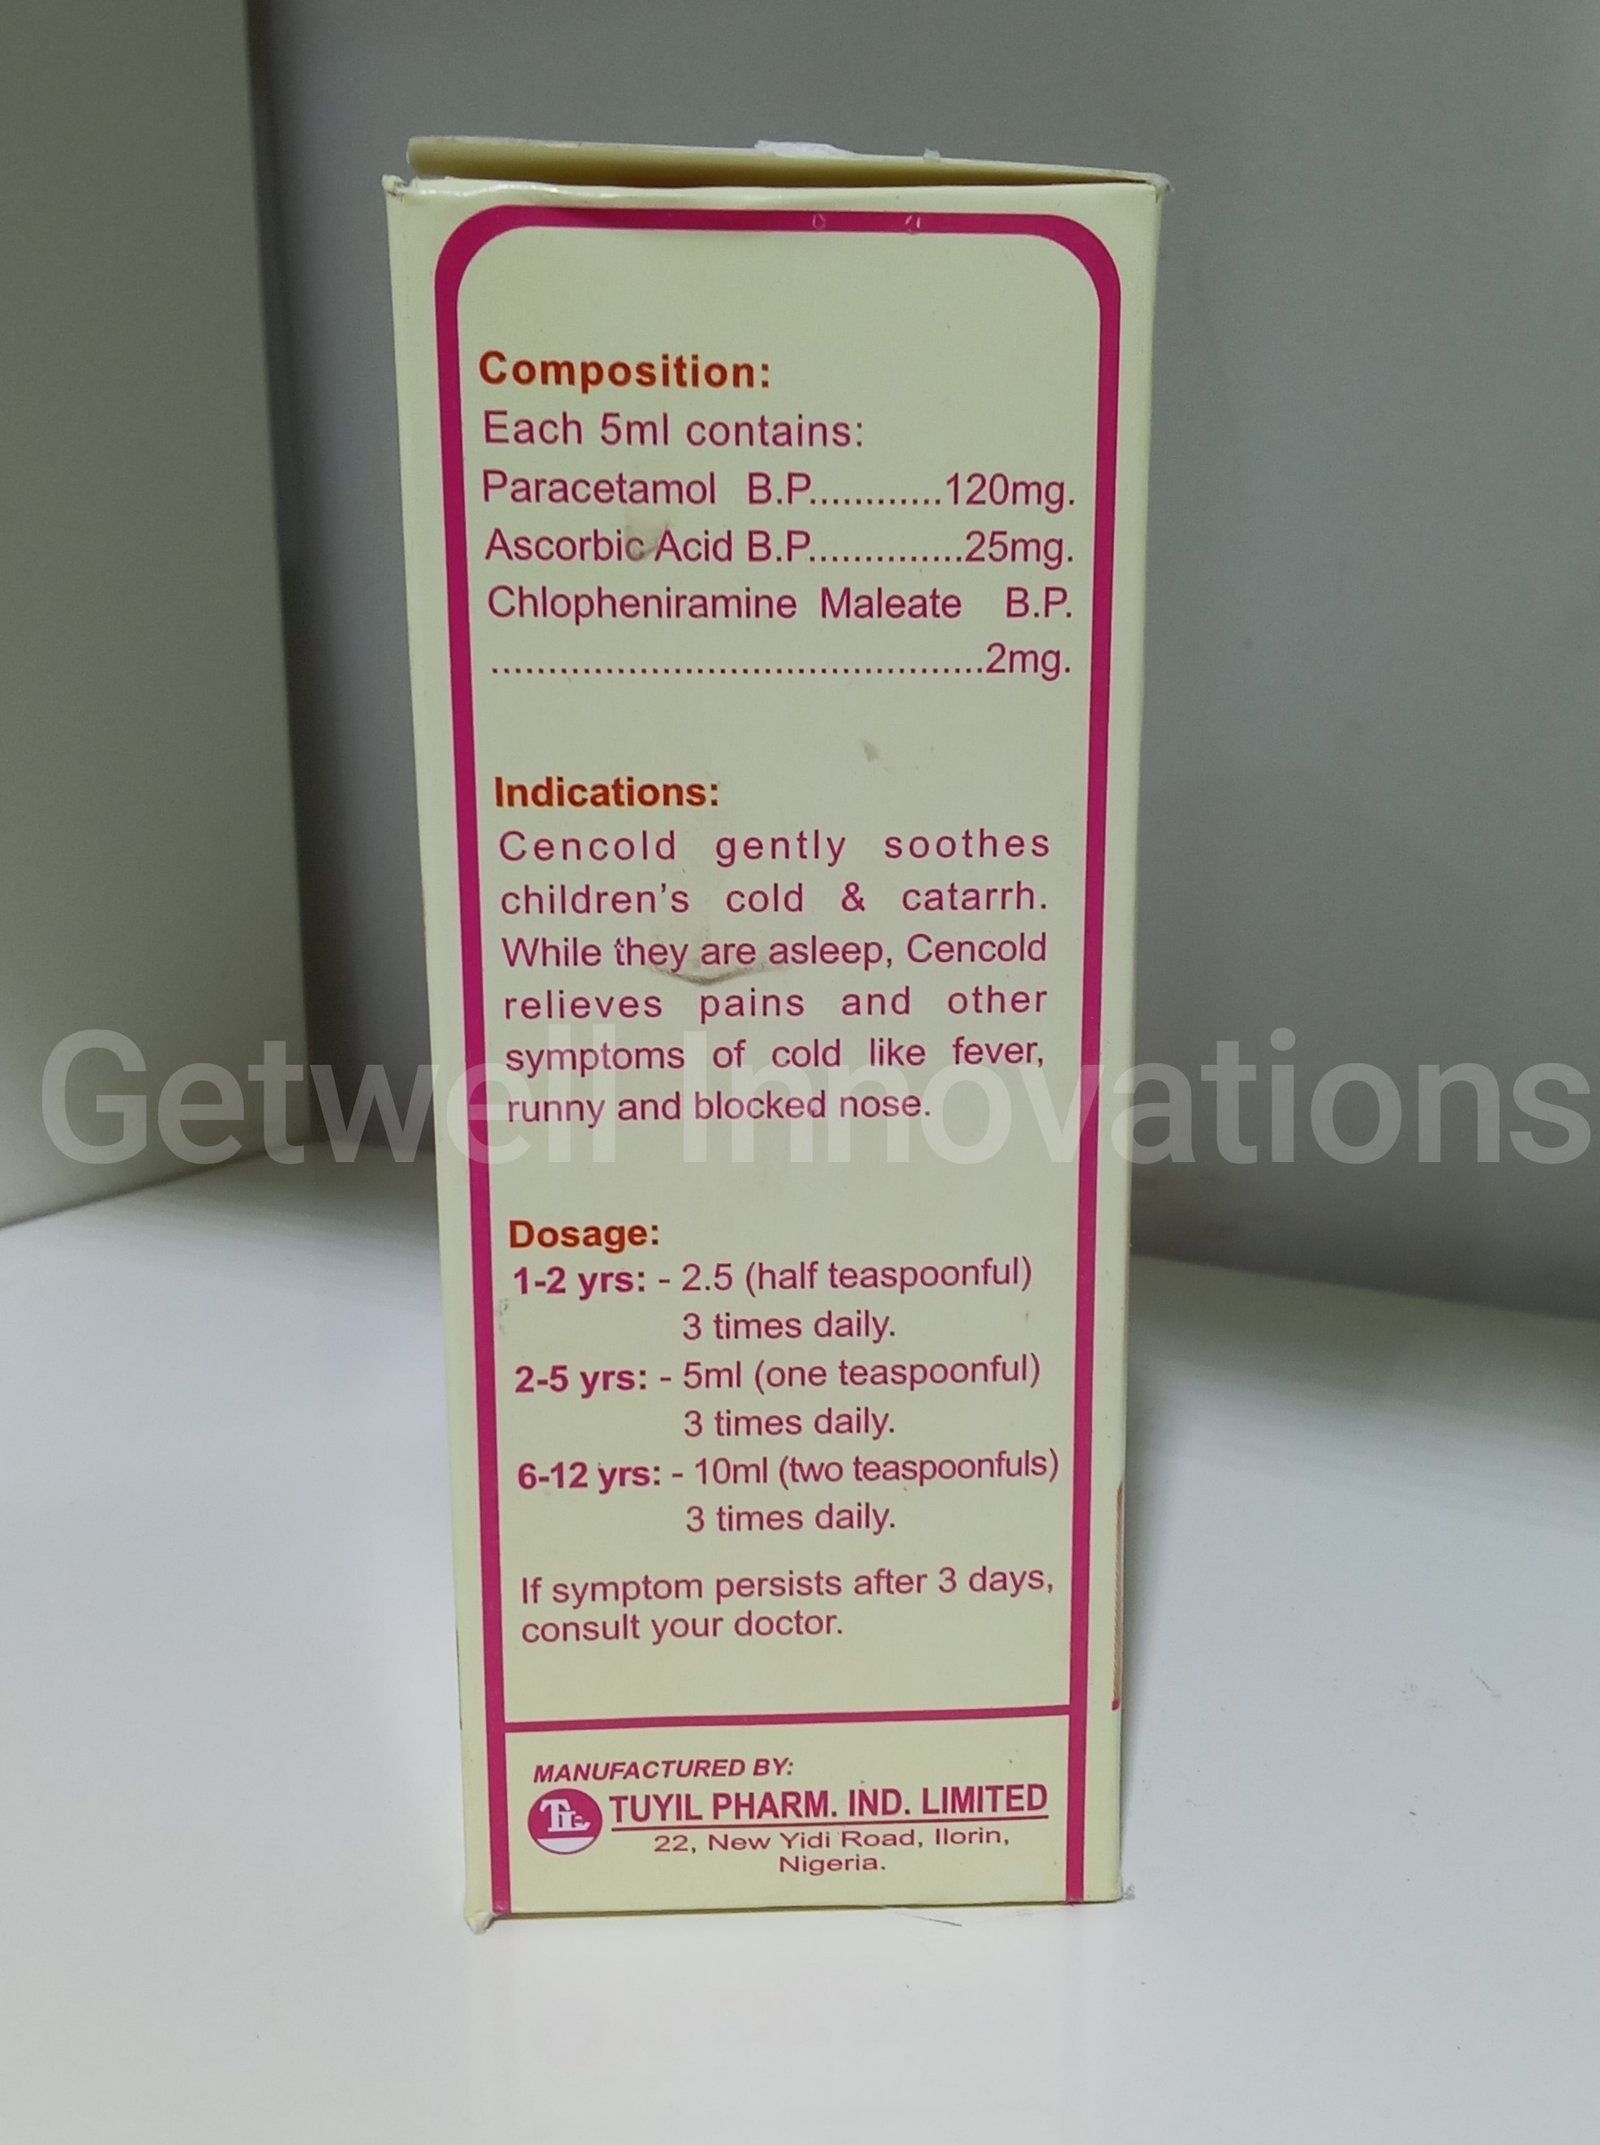 Composition:
Each 5ml contains:
Paracetamol B.P............120mg.
Ascorbic Acid B.P..............25mg.
Chlopheniramine Maleate B.P.
............................................2mg.
Indications:
Cencold gently soothes
children's cold & catarrh.
While they are asleep, Cencold
relieves pains and other
symptoms of cold like fever,
runny and blocked nose.
Getwell Innovations
Dosage:
1-2 yrs: - 2.5 (half teaspoonful)
3 times daily.
2-5 yrs: - 5ml (one teaspoonful)
3 times daily.
6-12 yrs: - 10ml (two teaspoonfuls)
3 times daily.
If symptom persists after 3 days,
consult your doctor.
MANUFACTURED BY:
TUYIL PHARM. IND. LIMITED
22, New Yidi Road, Ilorin,
Nigeria.